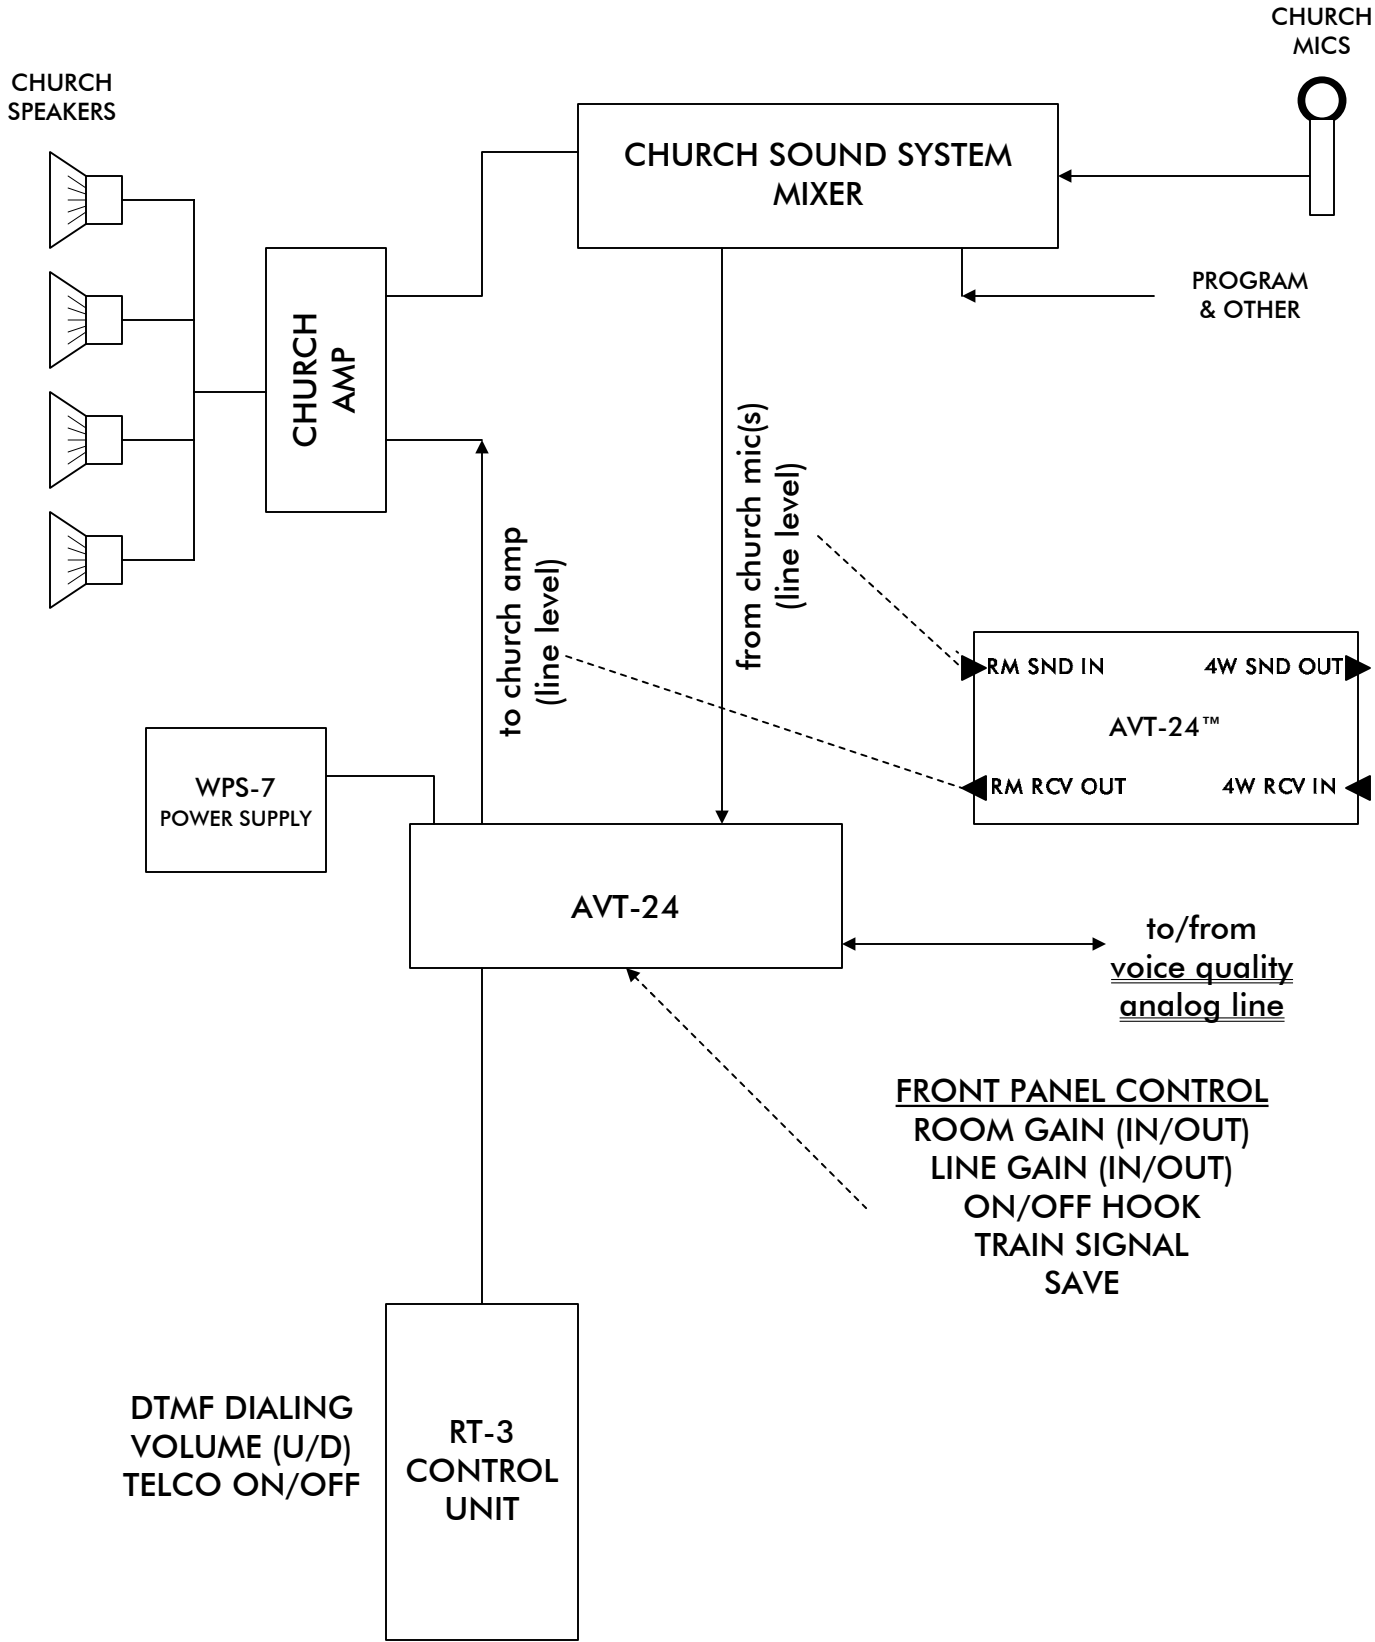 CHURCH
MICS
CHURCH
SPEAKERS
CHURCH SOUND SYSTEM
MIXER
PROGRAM
& OTHER
CHURCH
AMP
from church mic(s)
(line level)
to church amp
(line level)
RM SND IN
4W SND OUT
AVT-24™
RM RCV OUT
4W RCV IN
WPS-7
POWER SUPPLY
AVT-24
to/from
voice quality
analog line
FRONT PANEL CONTROL
ROOM GAIN (IN/OUT)
LINE GAIN (IN/OUT)
ON/OFF HOOK
TRAIN SIGNAL
SAVE
DTMF DIALING
VOLUME (U/D)
TELCO ON/OFF
RT-3
CONTROL
UNIT